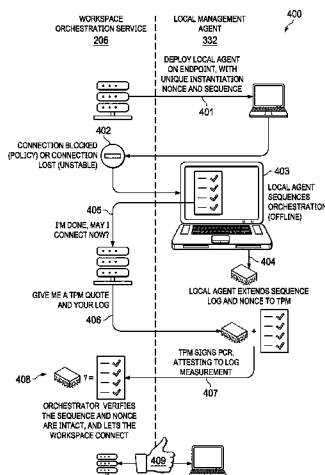 400
WORKSPACE
ORCHESTRATION SERVICE
206
LOCAL MANAGEMENT
AGENT
332
DEPLOY LOCAL AGENT
ON ENDPOINT, WITH
UNIQUE INSTANTIATION
NONCE AND SEQUENCE
401
402
CONNECTION BLOCKED
(POLICY) OR CONNECTION
LOST (UNSTABLE)
403
LOCAL AGENT
SEQUENCES
ORCHESTRATION
(OFFLINE)
405
I'M DONE, MAY I
CONNECT NOW?
404
LOCAL AGENT EXTENDS SEQUENCE
LOG AND NONCE TO TPM
GIVE ME A TPM QUOTE
AND YOUR LOG
406
+
TPM SIGNS PCR,
ATTESTING TO LOG
MEASUREMENT
407
408
? =
ORCHESTRATOR VERIFIES
THE SEQUENCE AND NONCE
ARE INTACT, AND LETS THE
WORKSPACE CONNECT
409